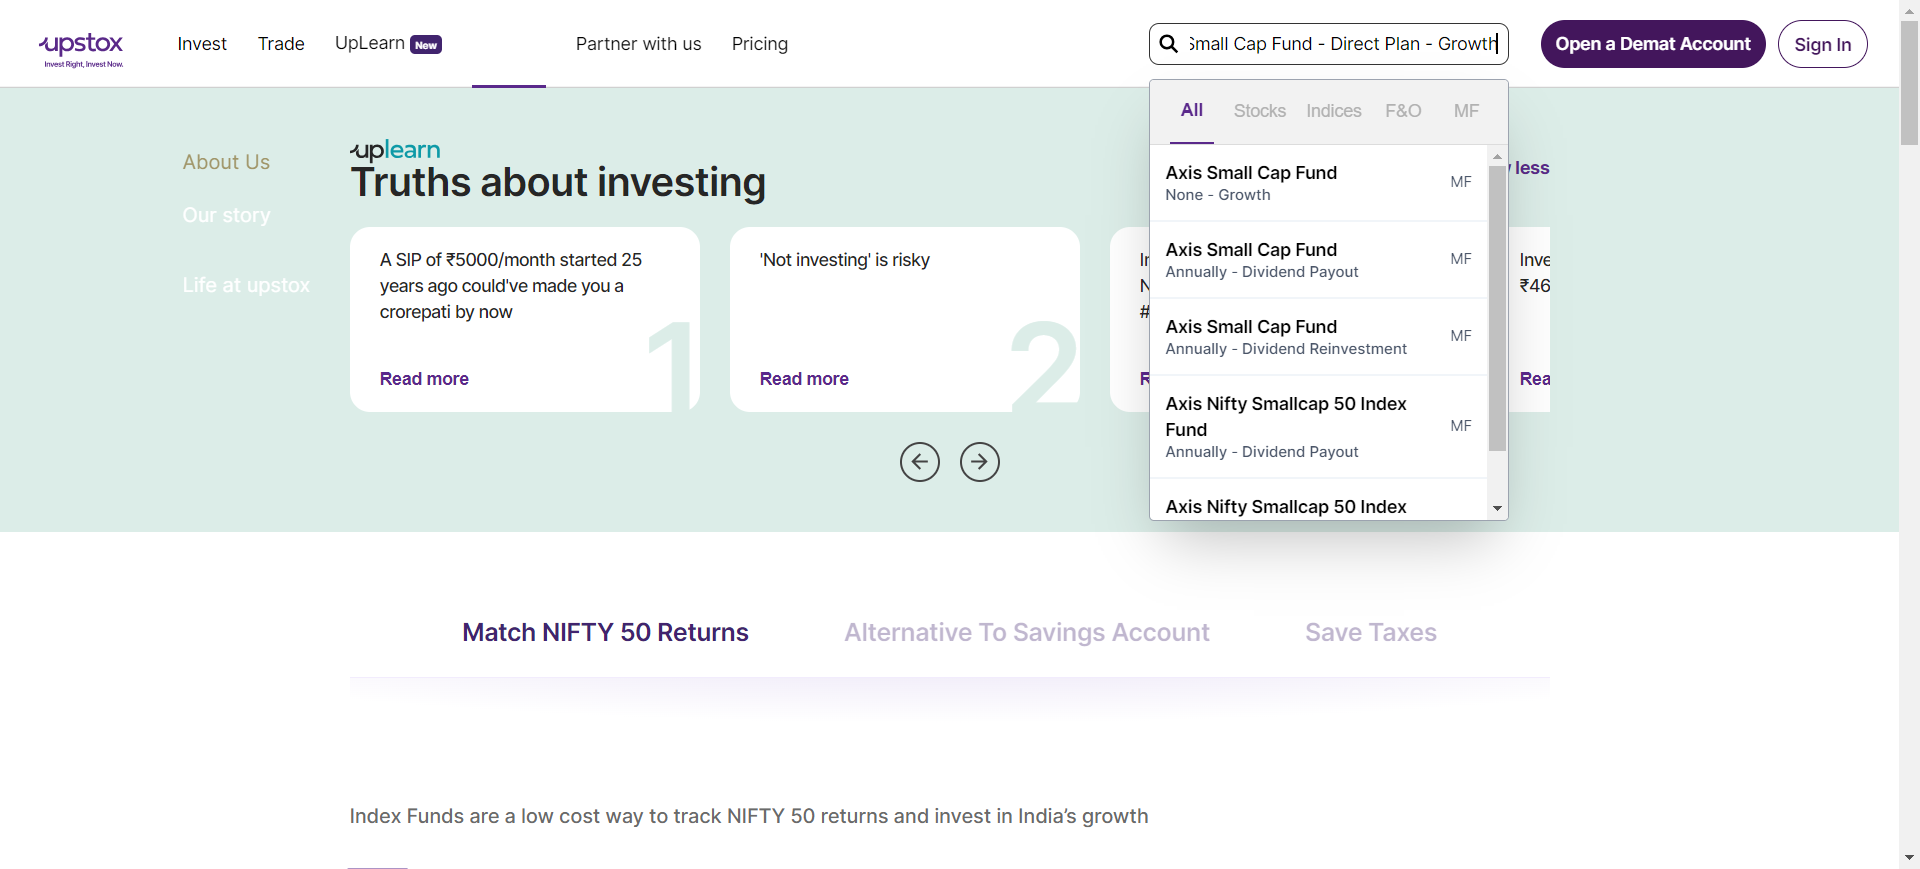 upstox
Invest Right, Invest Now.
Invest
Trade
UpLearn New
Partner with us
Pricing
Small Cap Fund - Direct Plan - Growth
Open a Demat Account
Sign In
All
Stocks
Indices
F&O
MF
Axis Small Cap Fund
None - Growth
MF
Axis Small Cap Fund
Annually - Dividend Payout
MF
Axis Small Cap Fund
Annually - Dividend Reinvestment
MF
Axis Nifty Smallcap 50 Index
Fund
Annually - Dividend Payout
MF
Axis Nifty Smallcap 50 Index
About Us
Our story
Life at upstox
uplearn
Truths about investing
less
A SIP of ₹5000/month started 25
years ago could've made you a
crorepati by now
Read more
1
'Not investing' is risky
Read more
2
#
Inve
₹46
Rea
Match NIFTY 50 Returns
Alternative To Savings Account
Save Taxes
Index Funds are a low cost way to track NIFTY 50 returns and invest in India's growth